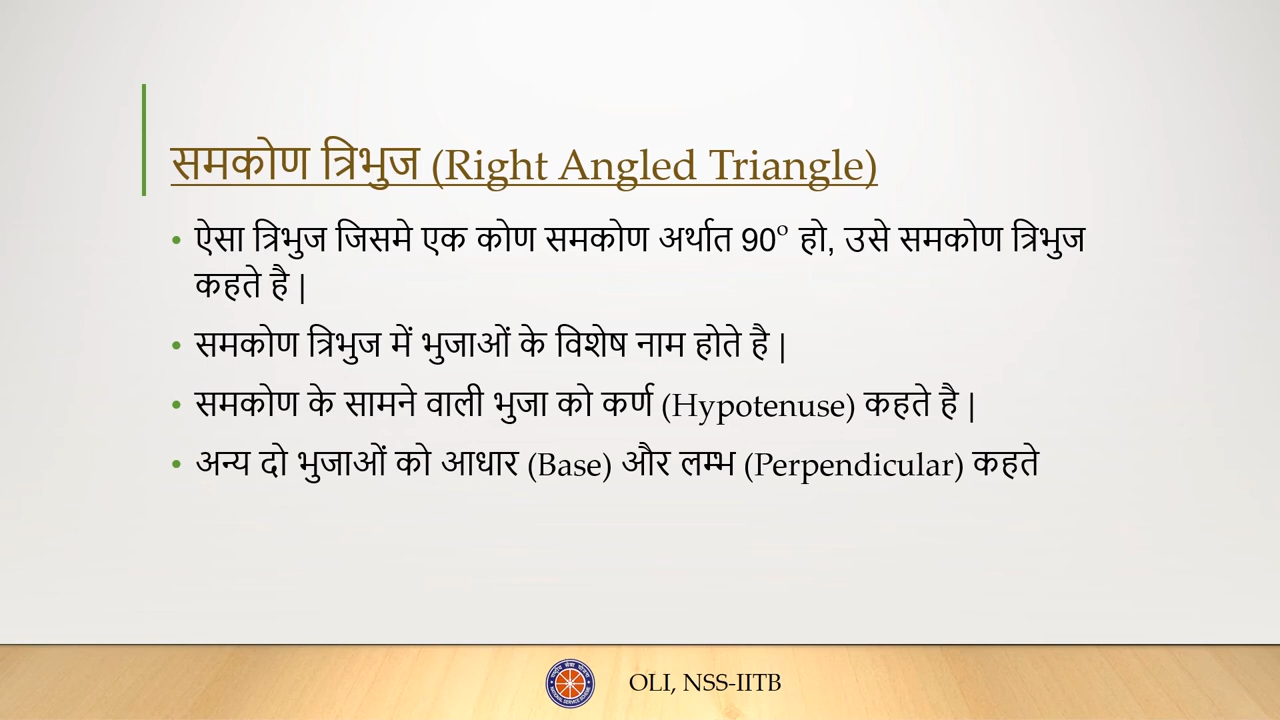 समकोण त्रिभुज (Right Angled Triangle)
• ऐसा त्रिभुज जिसमे एक कोण समकोण अर्थात 90° हो, उसे समकोण त्रिभुज
कहते है |
• समकोण त्रिभुज में भुजाओं के विशेष नाम होते है |
• समकोण के सामने वाली भुजा को कर्ण (Hypotenuse) कहते है |
• अन्य दो भुजाओं को आधार (Base) और लम्भ (Perpendicular) कहते
OLI, NSS-IITB